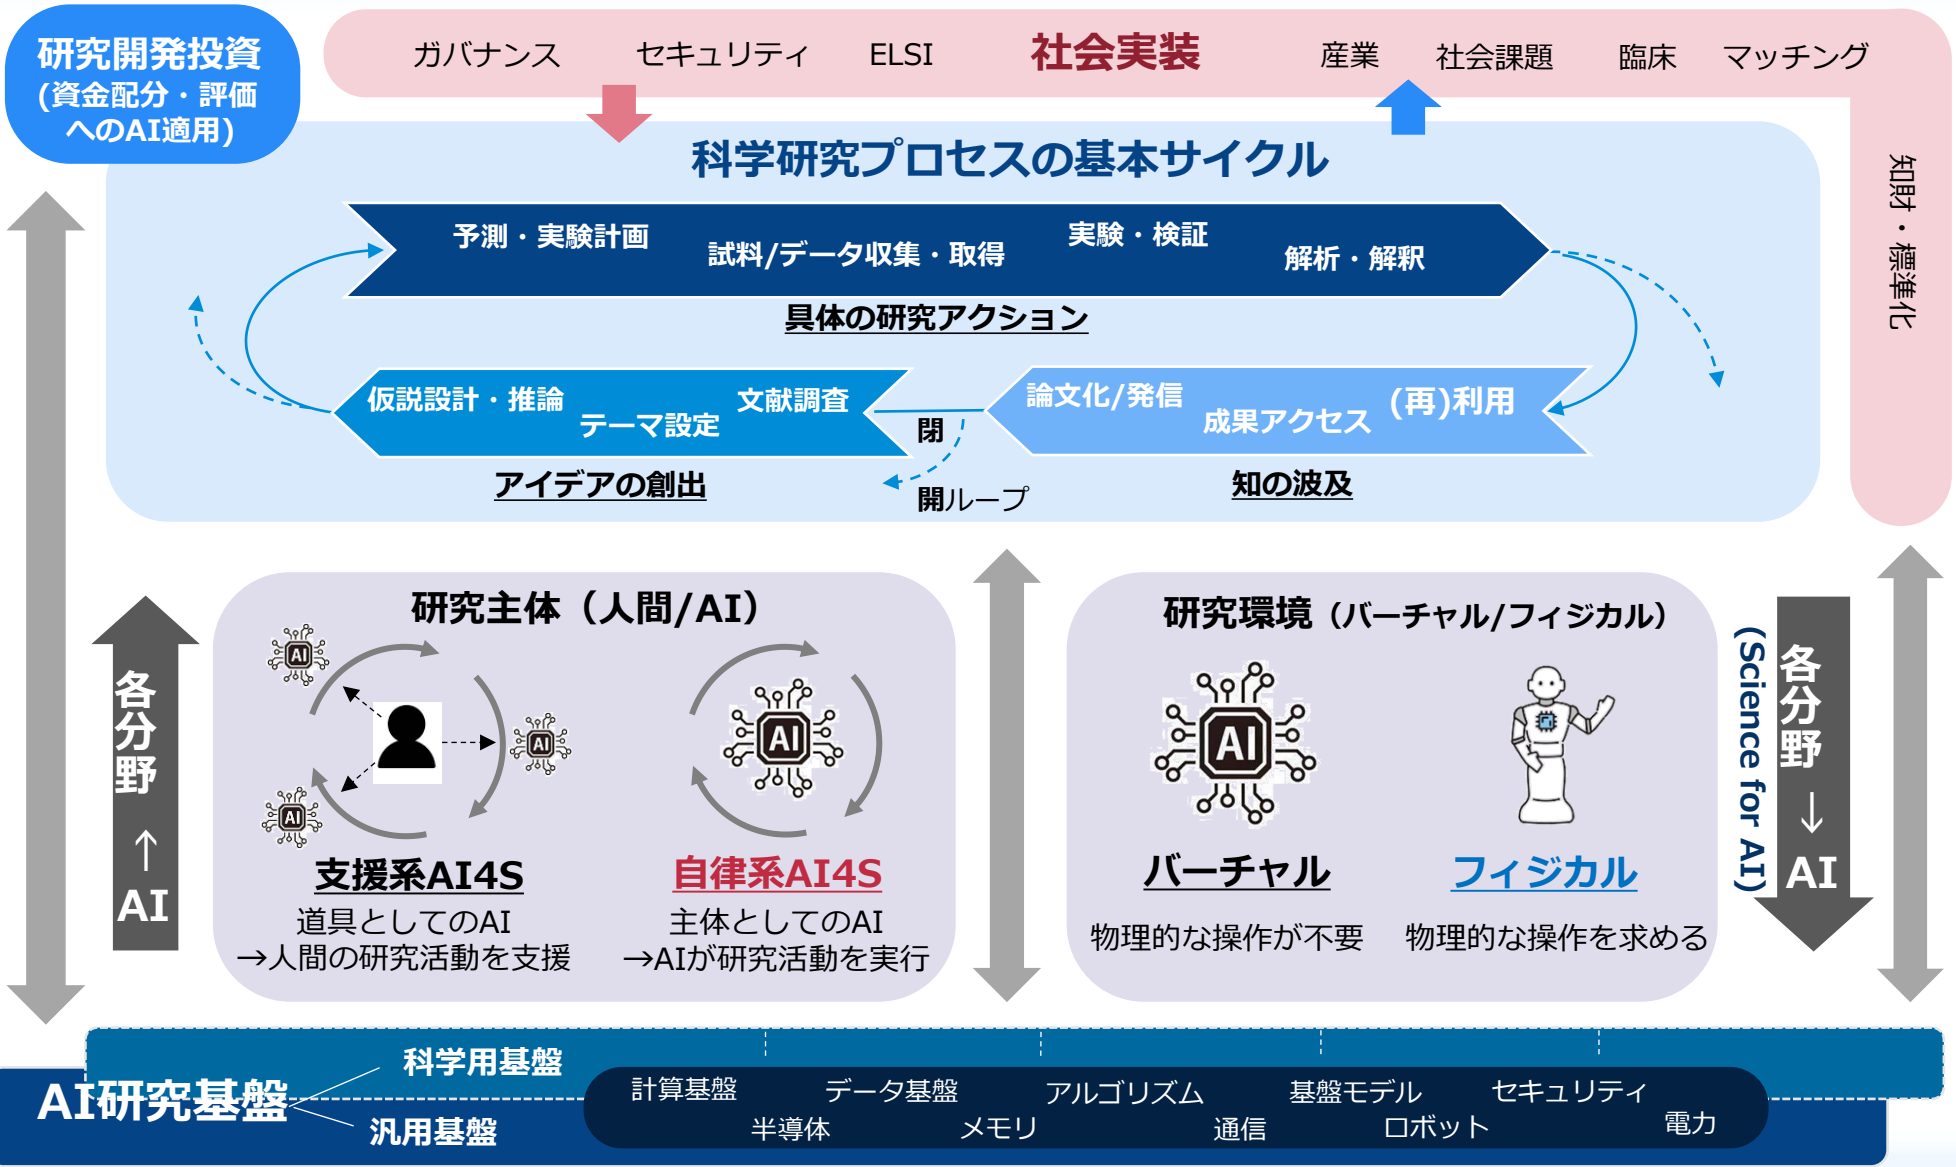 研究開発投資
(資金配分・評価
へのAI適用)
ガバナンス
セキュリティ
ELSI
社会実装
産業
社会課題
臨床
マッチング
知財・標準化
科学研究プロセスの基本サイクル
予測・実験計画
試料/データ収集・取得
実験・検証
解析・解釈
具体の研究アクション
仮説設計・推論
テーマ設定
文献調査
アイデアの創出
閉
開ループ
論文化/発信
成果アクセス
(再)利用
知の波及
各分野 ↑ AI
研究主体（人間/AI）
AI
AI
AI
AI
支援系AI4S
道具としてのAI
→人間の研究活動を支援
自律系AI4S
主体としてのAI
→AIが研究活動を実行
研究環境（バーチャル/フィジカル）
AI
バーチャル
物理的な操作が不要
フィジカル
物理的な操作を求める
(Science for AI)
各分野 ↓ AI
AI研究基盤
科学用基盤
汎用基盤
計算基盤
半導体
データ基盤
メモリ
アルゴリズム
通信
基盤モデル
ロボット
セキュリティ
電力